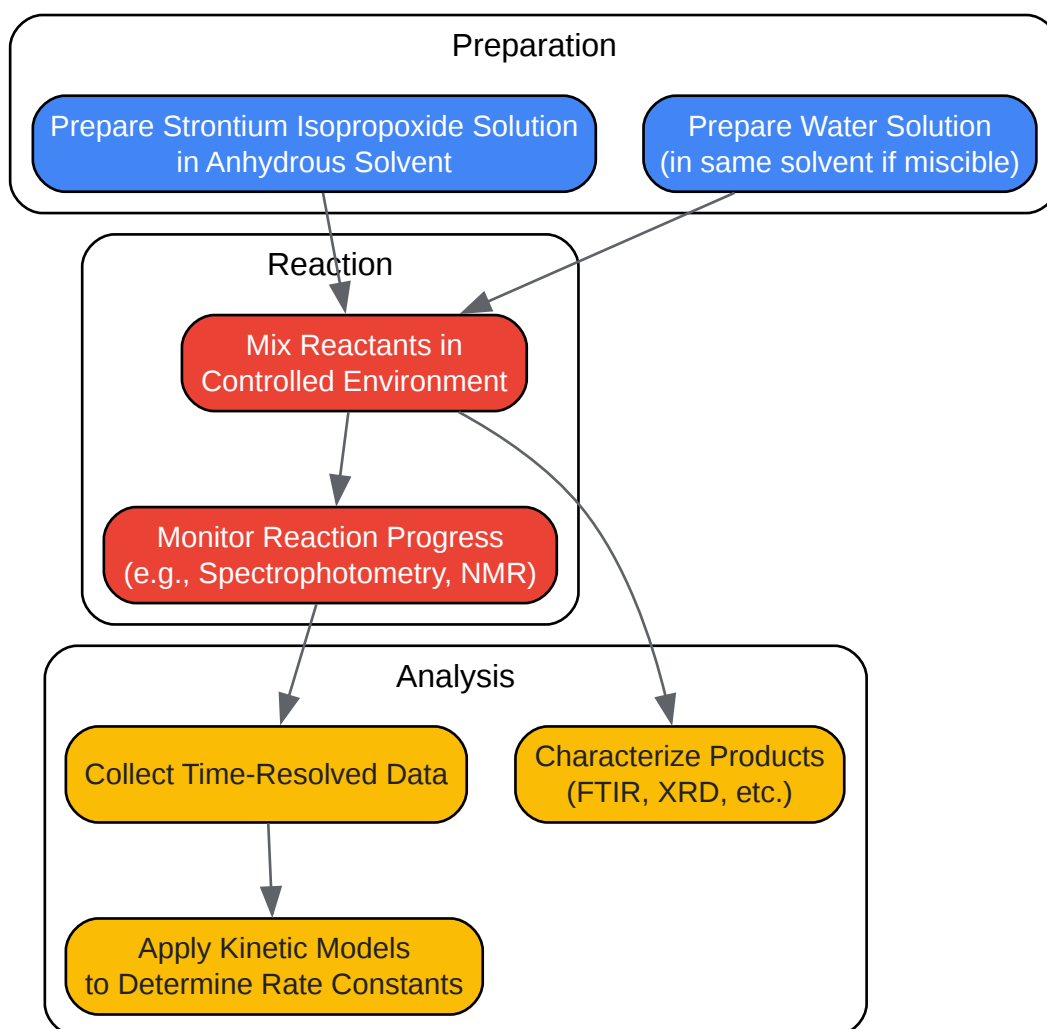 Preparation
Prepare Strontium Isopropoxide Solution
in Anhydrous Solvent
Prepare Water Solution
(in same solvent if miscible)
Reaction
Mix Reactants in
Controlled Environment
Monitor Reaction Progress
(e.g., Spectrophotometry, NMR)
Analysis
Collect Time-Resolved Data
Characterize Products
(FTIR, XRD, etc.)
Apply Kinetic Models
to Determine Rate Constants